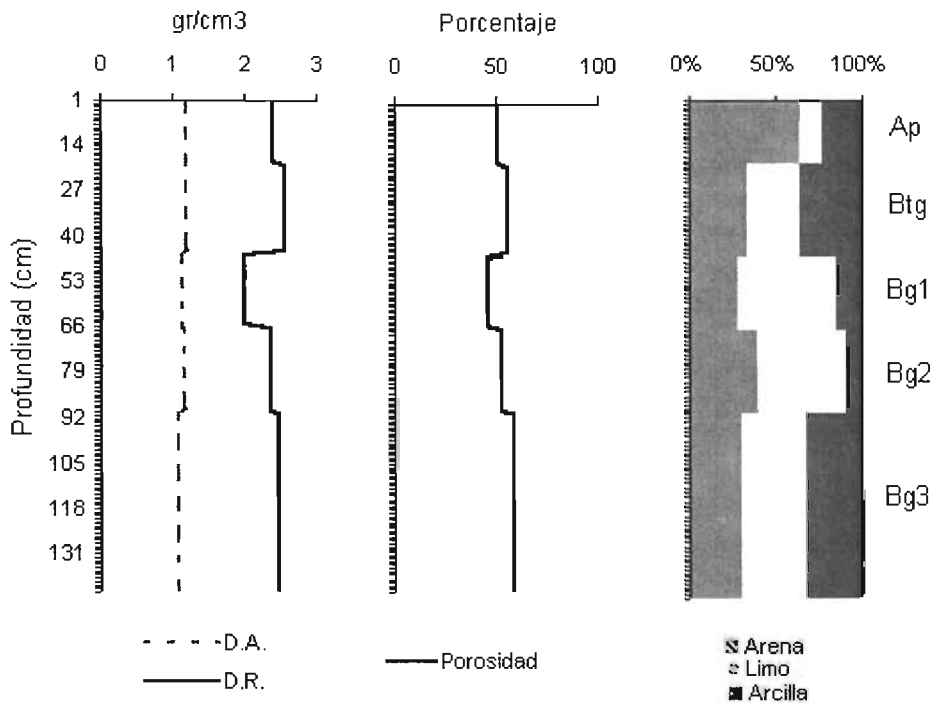 gr/cm3
0 1 2 3
Profundidad (cm)
1
14
27
40
53
66
79
92
105
118
131
D.A.
D.R.
Porcentaje
0 50 100
Porosidad
0% 50% 100%
Ap
Btg
Bg1
Bg2
Bg3
Arena
Limo
Arcilla